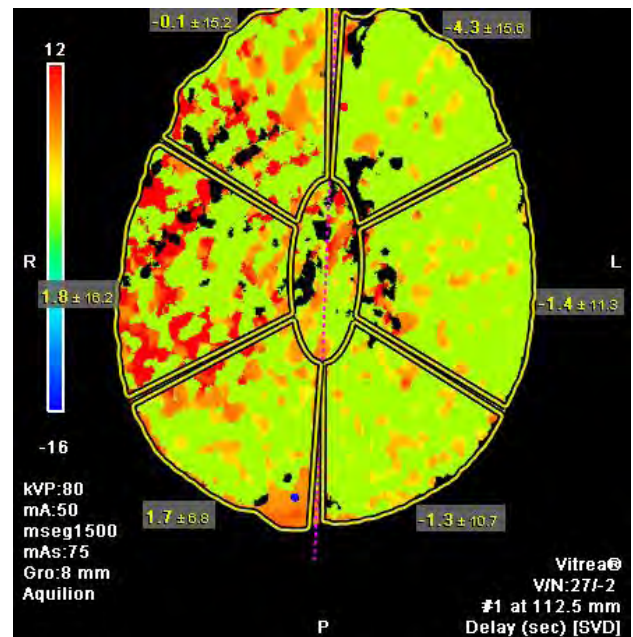 -0.1 ± 15.2
-4.3 ± 15.6
12
R
L
1.8 ± 16.2
-1.4 ± 11.3
-16
kVP:80
mA:50
mseg1500
mAs:75
Gro:8 mm
Aquilion
1.7 ± 6.8
-1.3 ± 10.7
P
Vitrea®
V/N:27/-2
#1 at 112.5 mm
Delay (sec) [SVD]